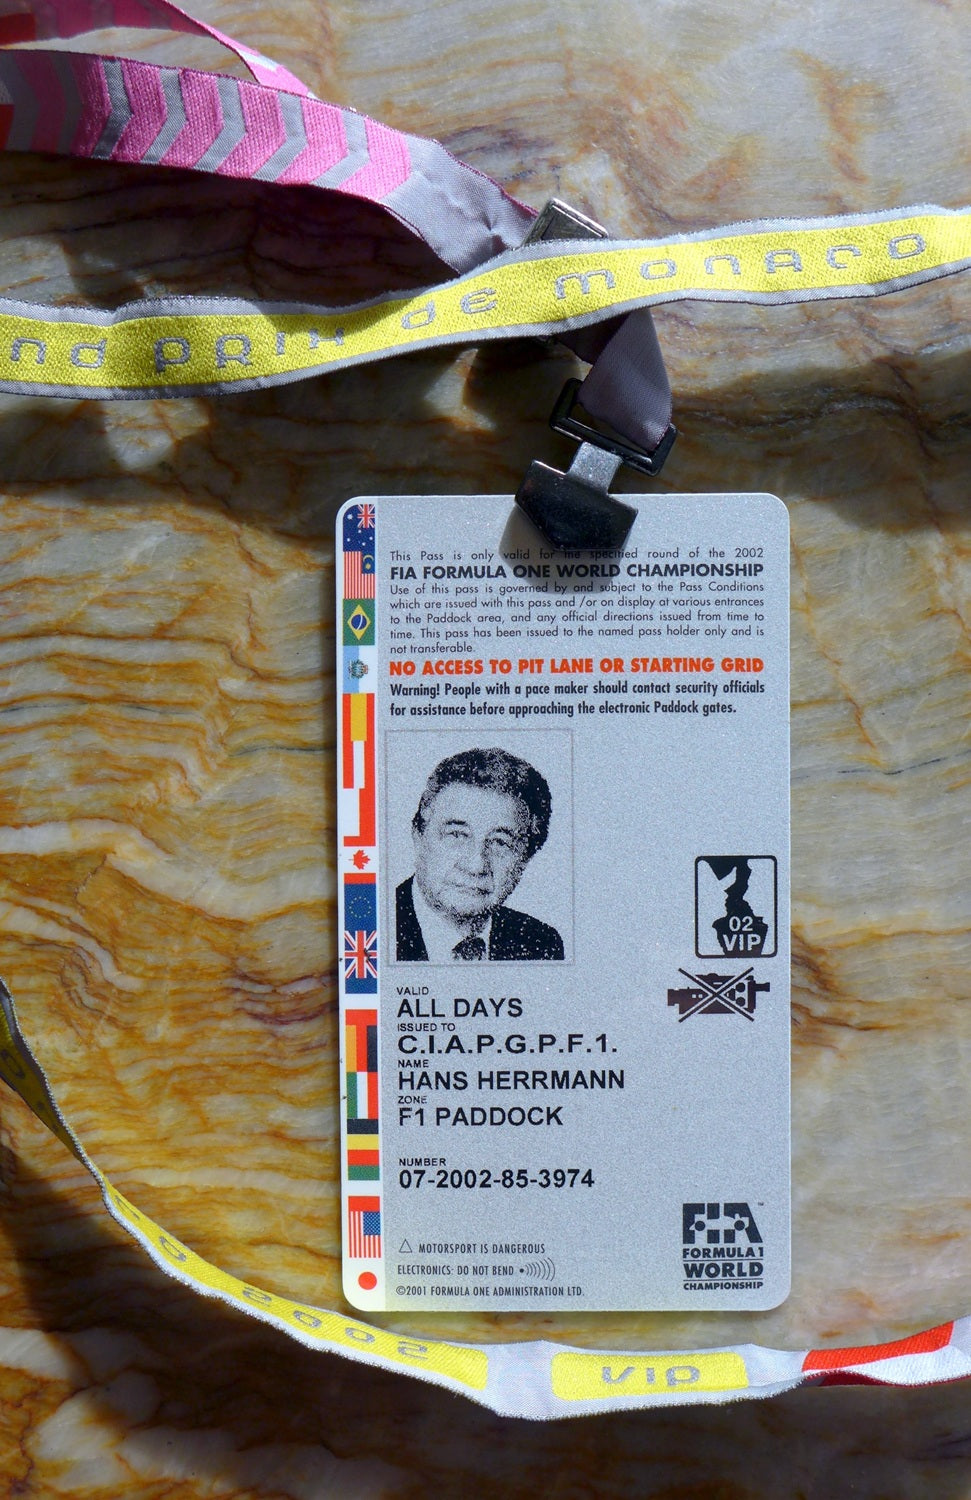 nd prix de monaco
This Pass is only valid for the specified round of the 2002
FIA FORMULA ONE WORLD CHAMPIONSHIP
Use of this pass is governed by and subject to the Pass Conditions
which are issued with this pass and /or on display at various entrances
to the Paddock area, and any official directions issued from time to
time. This pass has been issued to the named pass holder only and is
not transferable.
NO ACCESS TO PIT LANE OR STARTING GRID
Warning! People with a pace maker should contact security officials
for assistance before approaching the electronic Paddock gates.
02
VIP
VALID
ALL DAYS
ISSUED TO
C.I.A.P.G.P.F.1.
NAME
HANS HERRMANN
ZONE
F1 PADDOCK
NUMBER
07-2002-85-3974
MOTORSPORT IS DANGEROUS
ELECTRONICS: DO NOT BEND
©2001 FORMULA ONE ADMINISTRATION LTD.
FIA™
FORMULA 1
WORLD
CHAMPIONSHIP
2002
vip